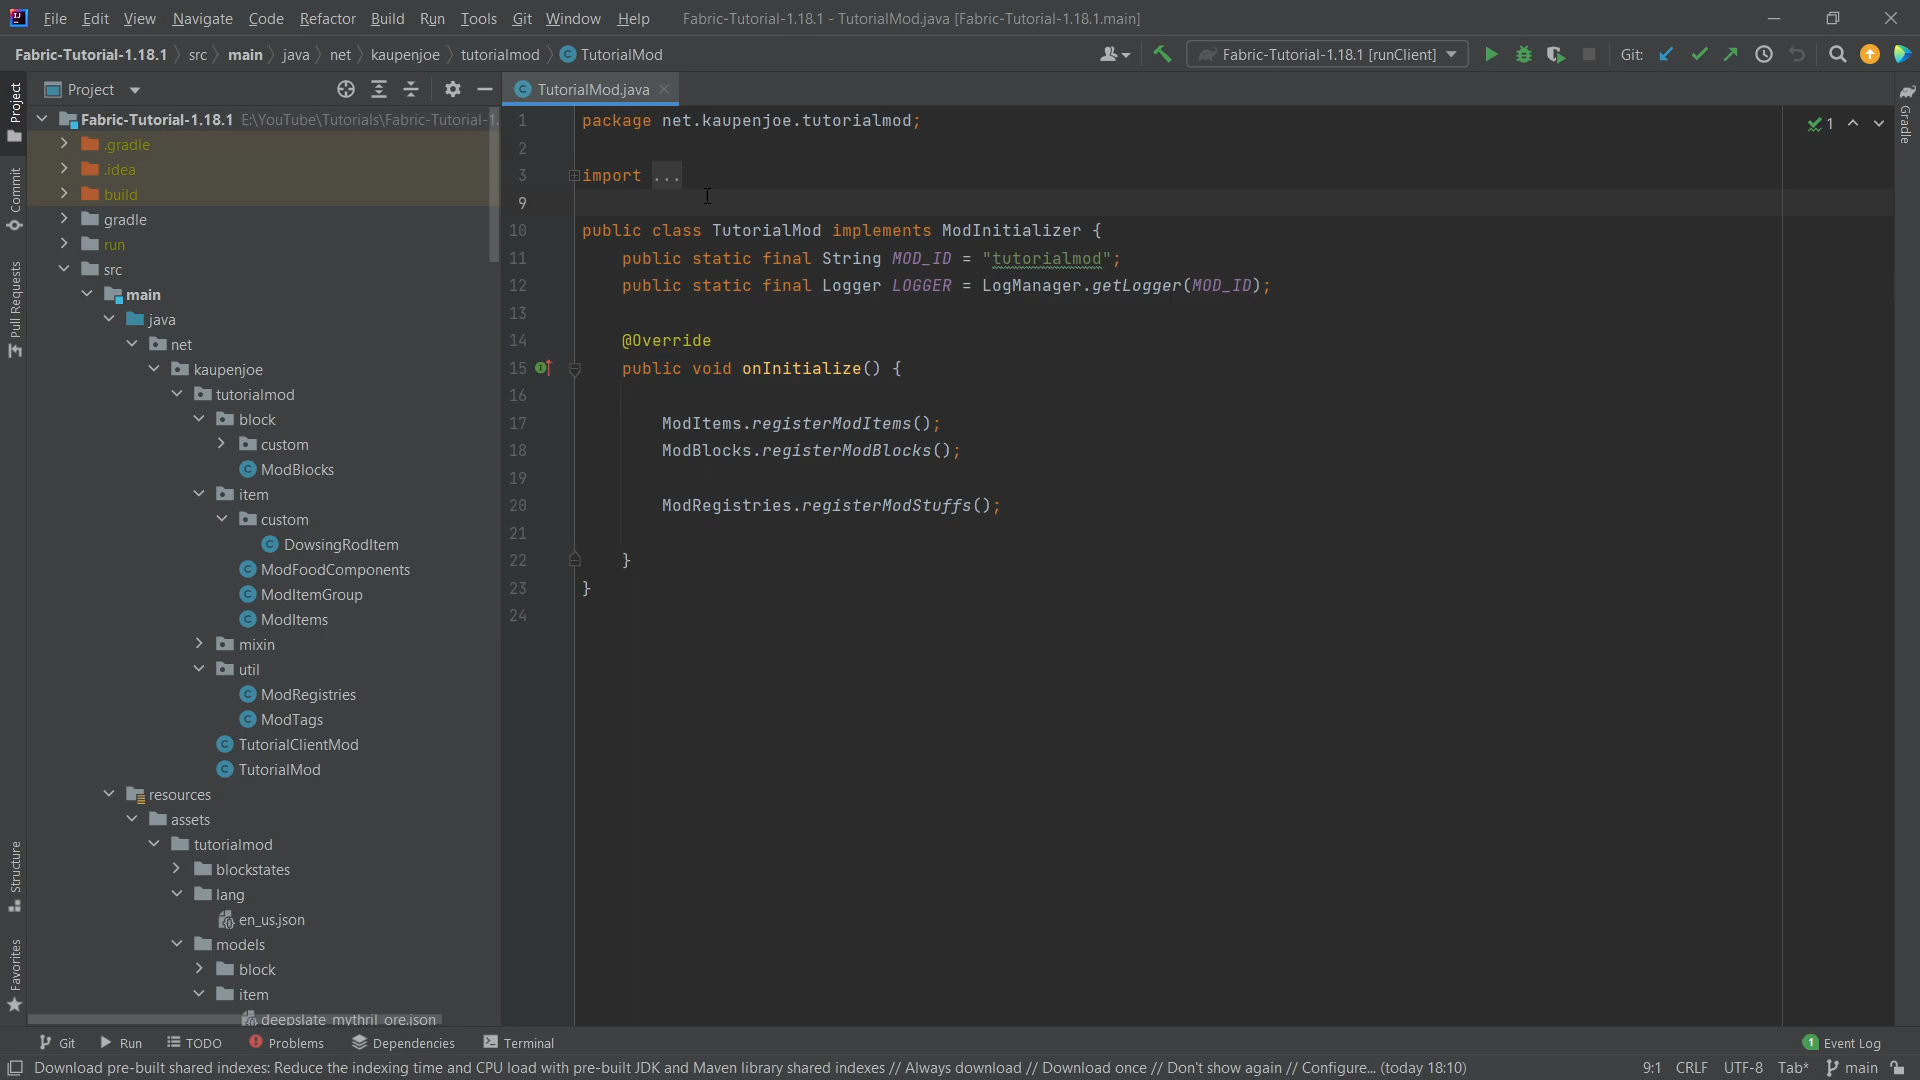 File Edit View Navigate Code Refactor Build Run Tools Git Window Help Fabric-Tutorial-1.18.1 - TutorialMod.java [Fabric-Tutorial-1.18.1.main]
Fabric-Tutorial-1.18.1 src main java net kaupenjoe tutorialmod TutorialMod Fabric-Tutorial-1.18.1 [runClient] Git:
Project TutorialMod.java
Project
Commit
Pull Requests
Structure
Favorites
Gradle
Fabric-Tutorial-1.18.1 E:\YouTube\Tutorials\Fabric-Tutorial-1.
.gradle
.idea
build
gradle
run
src
main
java
net
kaupenjoe
tutorialmod
block
custom
ModBlocks
item
custom
DowsingRodItem
ModFoodComponents
ModItemGroup
ModItems
mixin
util
ModRegistries
ModTags
TutorialClientMod
TutorialMod
resources
assets
tutorialmod
blockstates
lang
en_us.json
models
block
item
deepslate_mythril_ore.json
1 package net.kaupenjoe.tutorialmod;
2
3 import ...
9
10 public class TutorialMod implements ModInitializer {
11 public static final String MOD_ID = "tutorialmod";
12 public static final Logger LOGGER = LogManager.getLogger(MOD_ID);
13
14 @Override
15 public void onInitialize() {
16
17 ModItems.registerModItems();
18 ModBlocks.registerModBlocks();
19
20 ModRegistries.registerModStuffs();
21
22 }
23 }
24
1
Git Run TODO Problems Dependencies Terminal 1 Event Log
Download pre-built shared indexes: Reduce the indexing time and CPU load with pre-built JDK and Maven library shared indexes // Always download // Download once // Don't show again // Configure... (today 18:10) 9:1 CRLF UTF-8 Tab* main